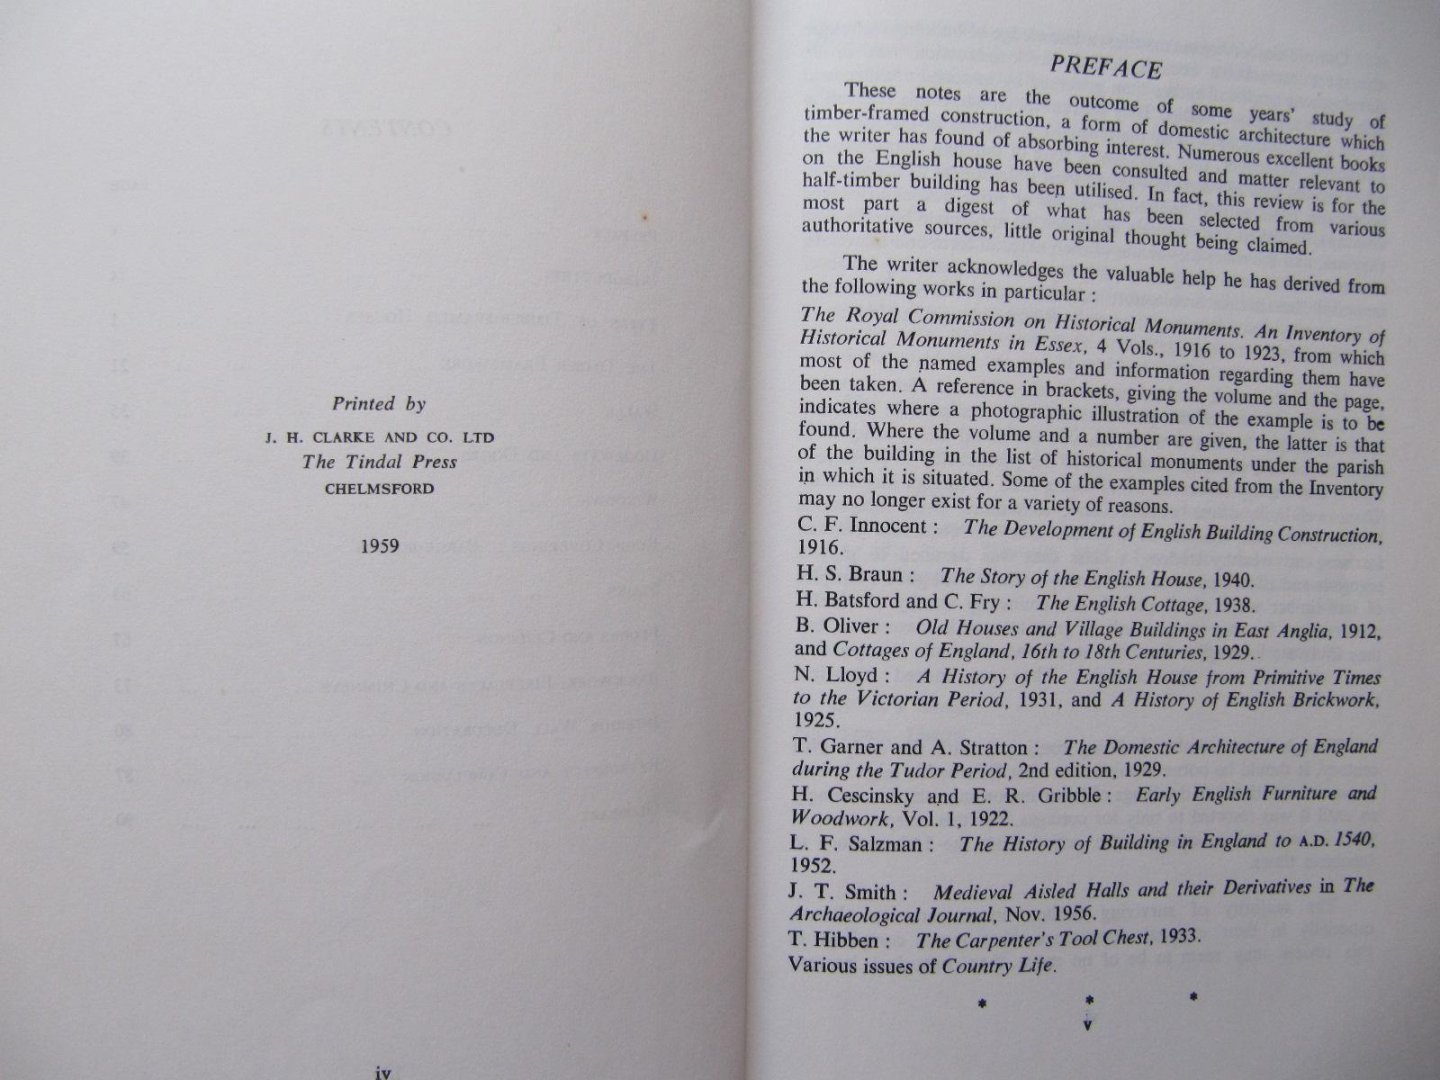 Printed by
J. H. CLARKE AND CO. LTD
The Tindal Press
CHELMSFORD
1959
iv
PREFACE
These notes are the outcome of some years' study of
timber-framed construction, a form of domestic architecture which
the writer has found of absorbing interest. Numerous excellent books
on the English house have been consulted and matter relevant to
half-timber building has been utilised. In fact, this review is for the
most part a digest of what has been selected from various
authoritative sources, little original thought being claimed.
The writer acknowledges the valuable help he has derived from
the following works in particular :
The Royal Commission on Historical Monuments. An Inventory of
Historical Monuments in Essex, 4 Vols., 1916 to 1923, from which
most of the named examples and information regarding them have
been taken. A reference in brackets, giving the volume and the page,
indicates where a photographic illustration of the example is to be
found. Where the volume and a number are given, the latter is that
of the building in the list of historical monuments under the parish
in which it is situated. Some of the examples cited from the Inventory
may no longer exist for a variety of reasons.
C. F. Innocent : The Development of English Building Construction,
1916.
H. S. Braun : The Story of the English House, 1940.
H. Batsford and C. Fry : The English Cottage, 1938.
B. Oliver : Old Houses and Village Buildings in East Anglia, 1912,
and Cottages of England, 16th to 18th Centuries, 1929.
N. Lloyd : A History of the English House from Primitive Times
to the Victorian Period, 1931, and A History of English Brickwork,
1925.
T. Garner and A. Stratton : The Domestic Architecture of England
during the Tudor Period, 2nd edition, 1929.
H. Cescinsky and E. R. Gribble : Early English Furniture and
Woodwork, Vol. 1, 1922.
L. F. Salzman : The History of Building in England to A.D. 1540,
1952.
J. T. Smith : Medieval Aisled Halls and their Derivatives in The
Archaeological Journal, Nov. 1956.
T. Hibben : The Carpenter's Tool Chest, 1933.
Various issues of Country Life.
* * *
v